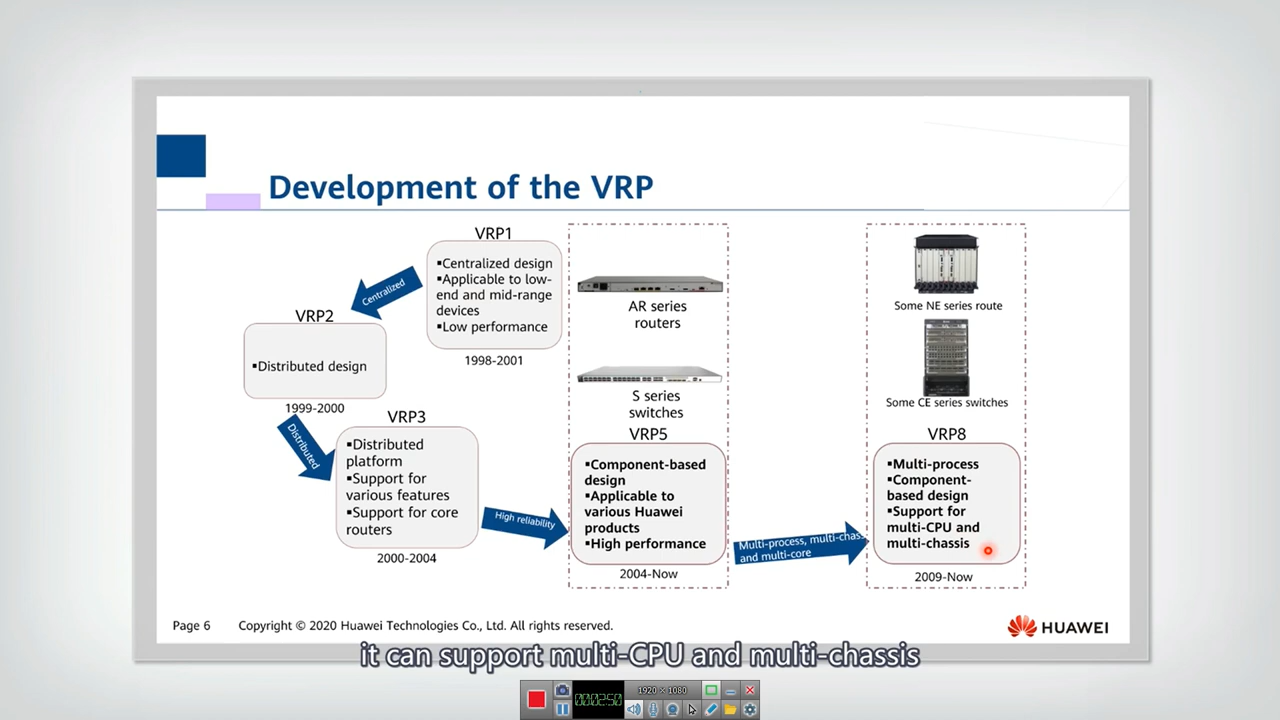 Development of the VRP
VRP1
▪Centralized design
▪Applicable to low-
end and mid-range
devices
▪Low performance
1998-2001
Centralized
VRP2
▪Distributed design
1999-2000
Distributed
VRP3
▪Distributed
platform
▪Support for
various features
▪Support for core
routers
2000-2004
High reliability
AR series
routers
S series
switches
VRP5
▪Component-based
design
▪Applicable to
various Huawei
products
▪High performance
2004-Now
Multi-process, multi-chass
and multi-core
Some NE series route
Some CE series switches
VRP8
▪Multi-process
▪Component-
based design
▪Support for
multi-CPU and
multi-chassis
2009-Now
Page 6
Copyright © 2020 Huawei Technologies Co., Ltd. All rights reserved.
HUAWEI
it can support multi-CPU and multi-chassis
1920 × 1080
00:02:50